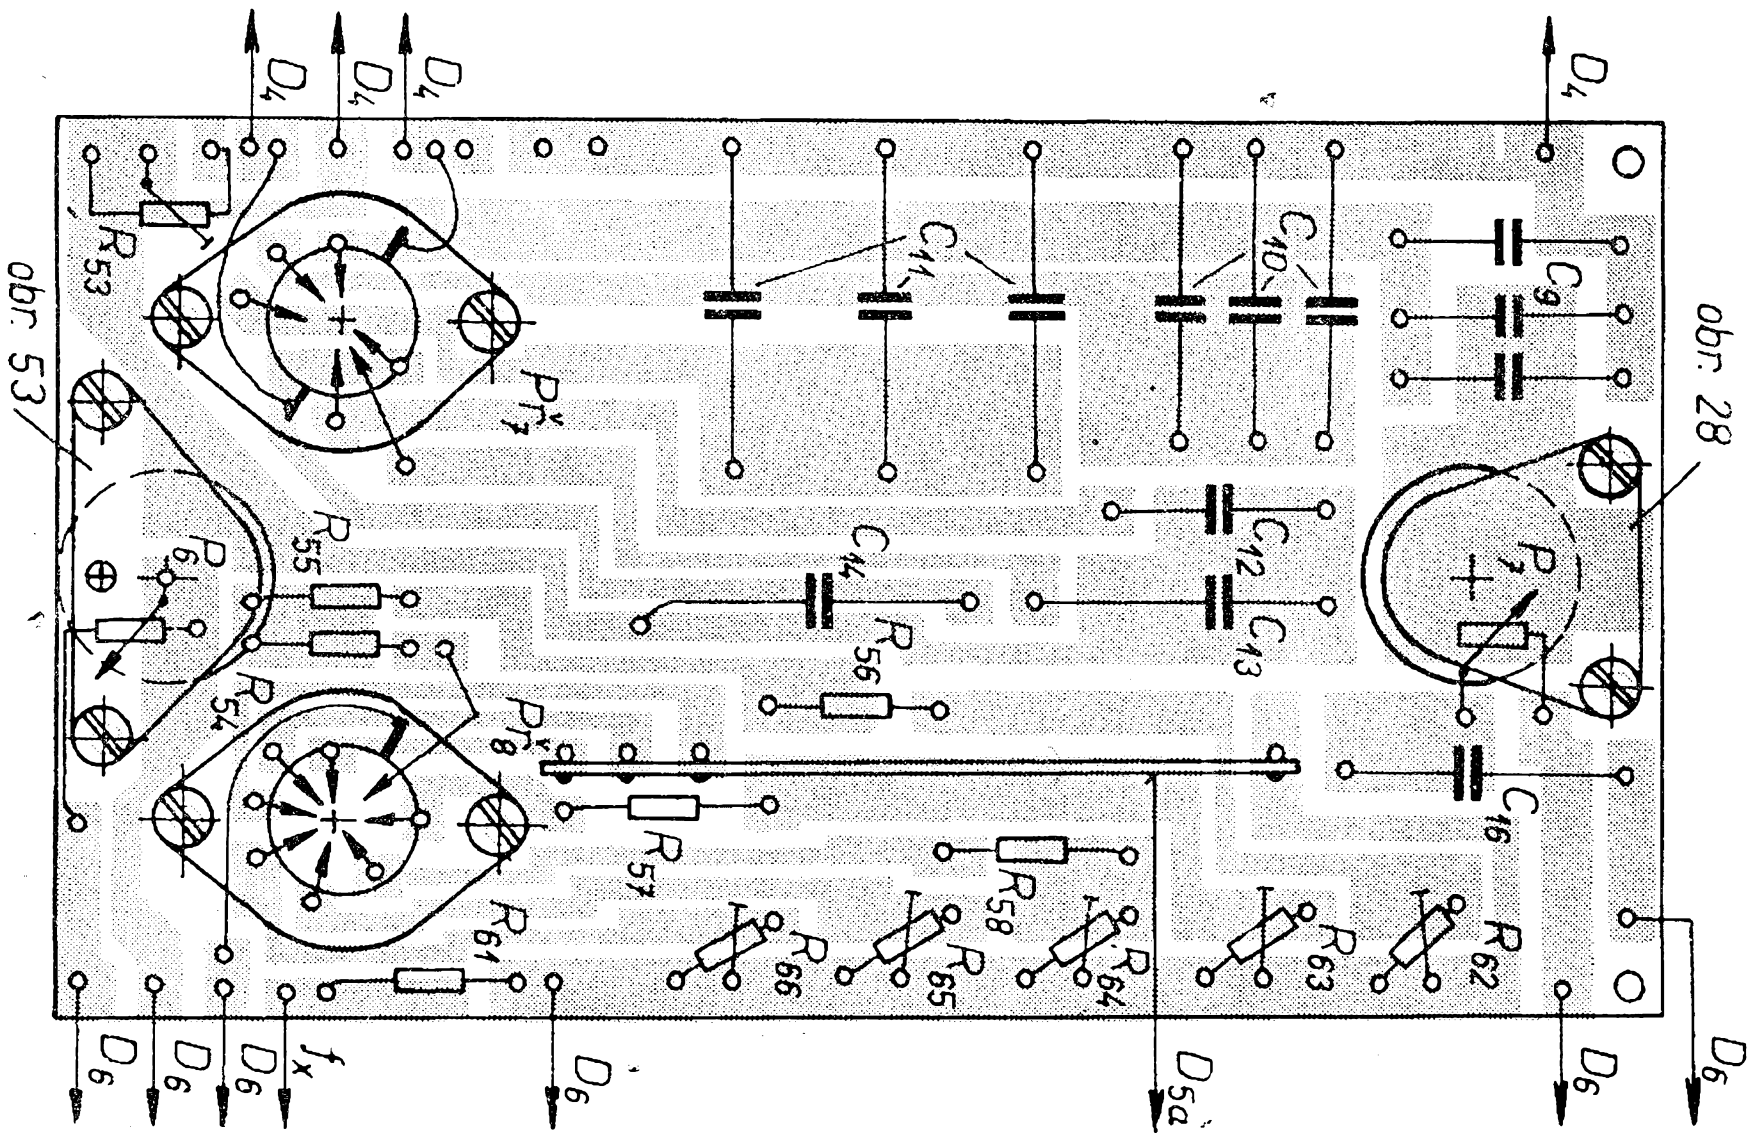 D4
D4
D4
D4
R53
C11
C10
C9
obr. 53
obr. 28
Př7
C12
R55
P6
C14
P7
C13
R56
R54
Př8
C16
R57
R58
R61
R66
R65
R64
R63
R62
D6
D6
D6
fx
D6
D5a
D6
D6